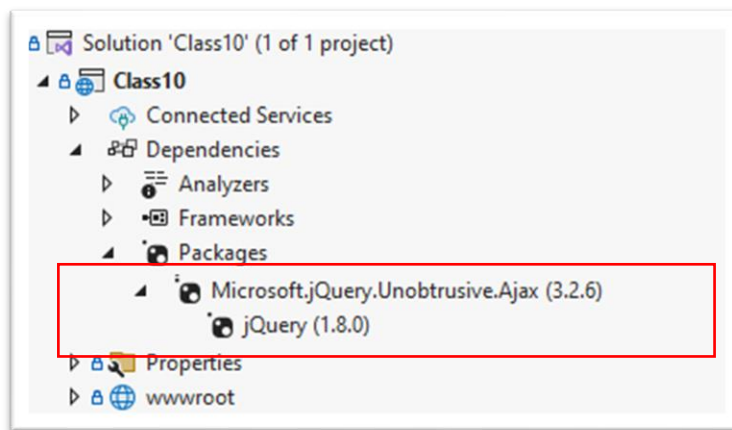 Solution 'Class10' (1 of 1 project)
Class10
Connected Services
Dependencies
Analyzers
Frameworks
Packages
Microsoft.jQuery.Unobtrusive.Ajax (3.2.6)
jQuery (1.8.0)
Properties
wwwroot